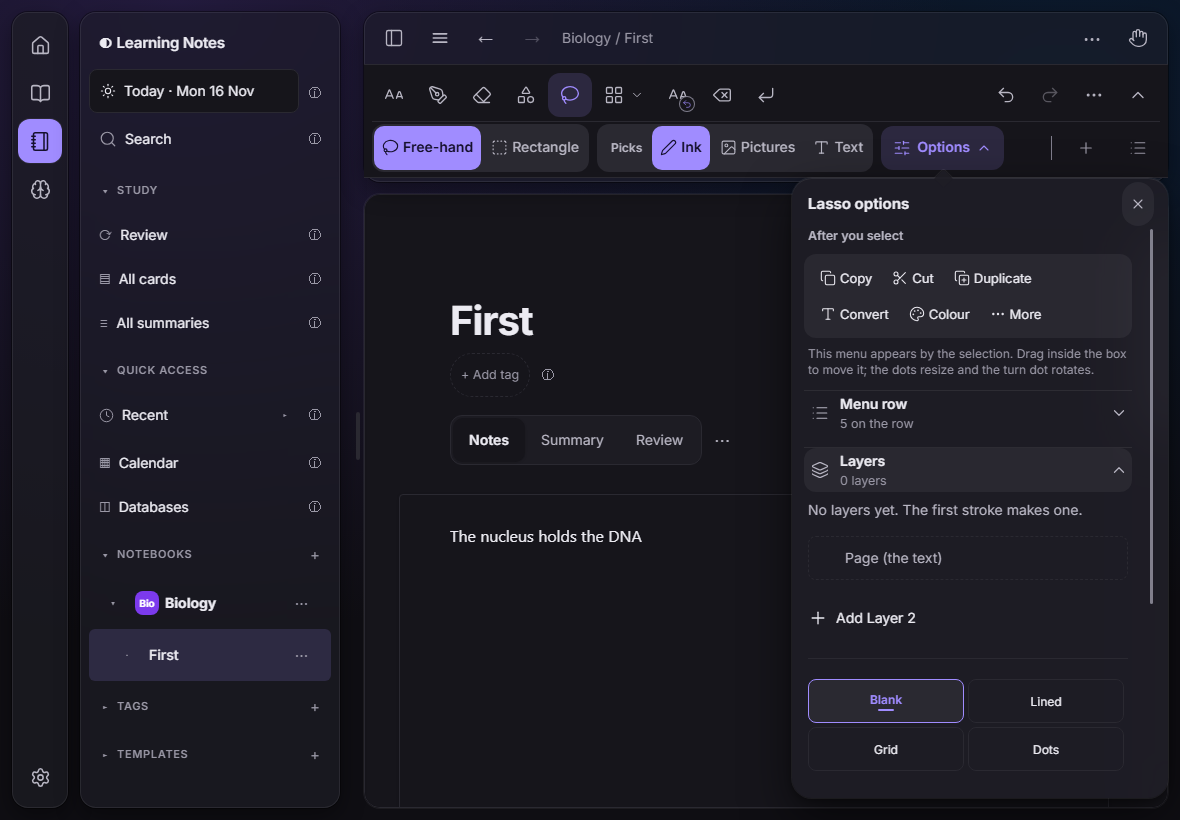 Learning Notes
Today · Mon 16 Nov
Search
STUDY
Review
All cards
All summaries
QUICK ACCESS
Recent
Calendar
Databases
NOTEBOOKS
Bio Biology
First
TAGS
TEMPLATES
Biology / First
AA
AA
Free-hand Rectangle Picks Ink Pictures Text Options
First
+ Add tag
Notes Summary Review
The nucleus holds the DNA
Lasso options
After you select
Copy Cut Duplicate
Convert Colour More
This menu appears by the selection. Drag inside the box
to move it; the dots resize and the turn dot rotates.
Menu row
5 on the row
Layers
0 layers
No layers yet. The first stroke makes one.
Page (the text)
Add Layer 2
Blank Lined
Grid Dots